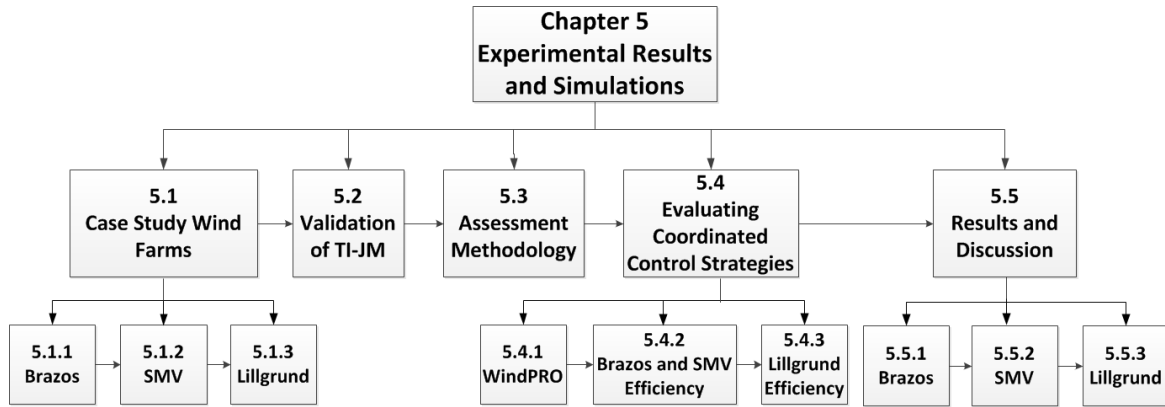 Chapter 5
Experimental Results
and Simulations
5.1
Case Study Wind
Farms
5.2
Validation
of TI-JM
5.3
Assessment
Methodology
5.4
Evaluating
Coordinated
Control Strategies
5.5
Results and
Discussion
5.1.1
Brazos
5.1.2
SMV
5.1.3
Lillgrund
5.4.1
WindPRO
5.4.2
Brazos and SMV
Efficiency
5.4.3
Lillgrund
Efficiency
5.5.1
Brazos
5.5.2
SMV
5.5.3
Lillgrund